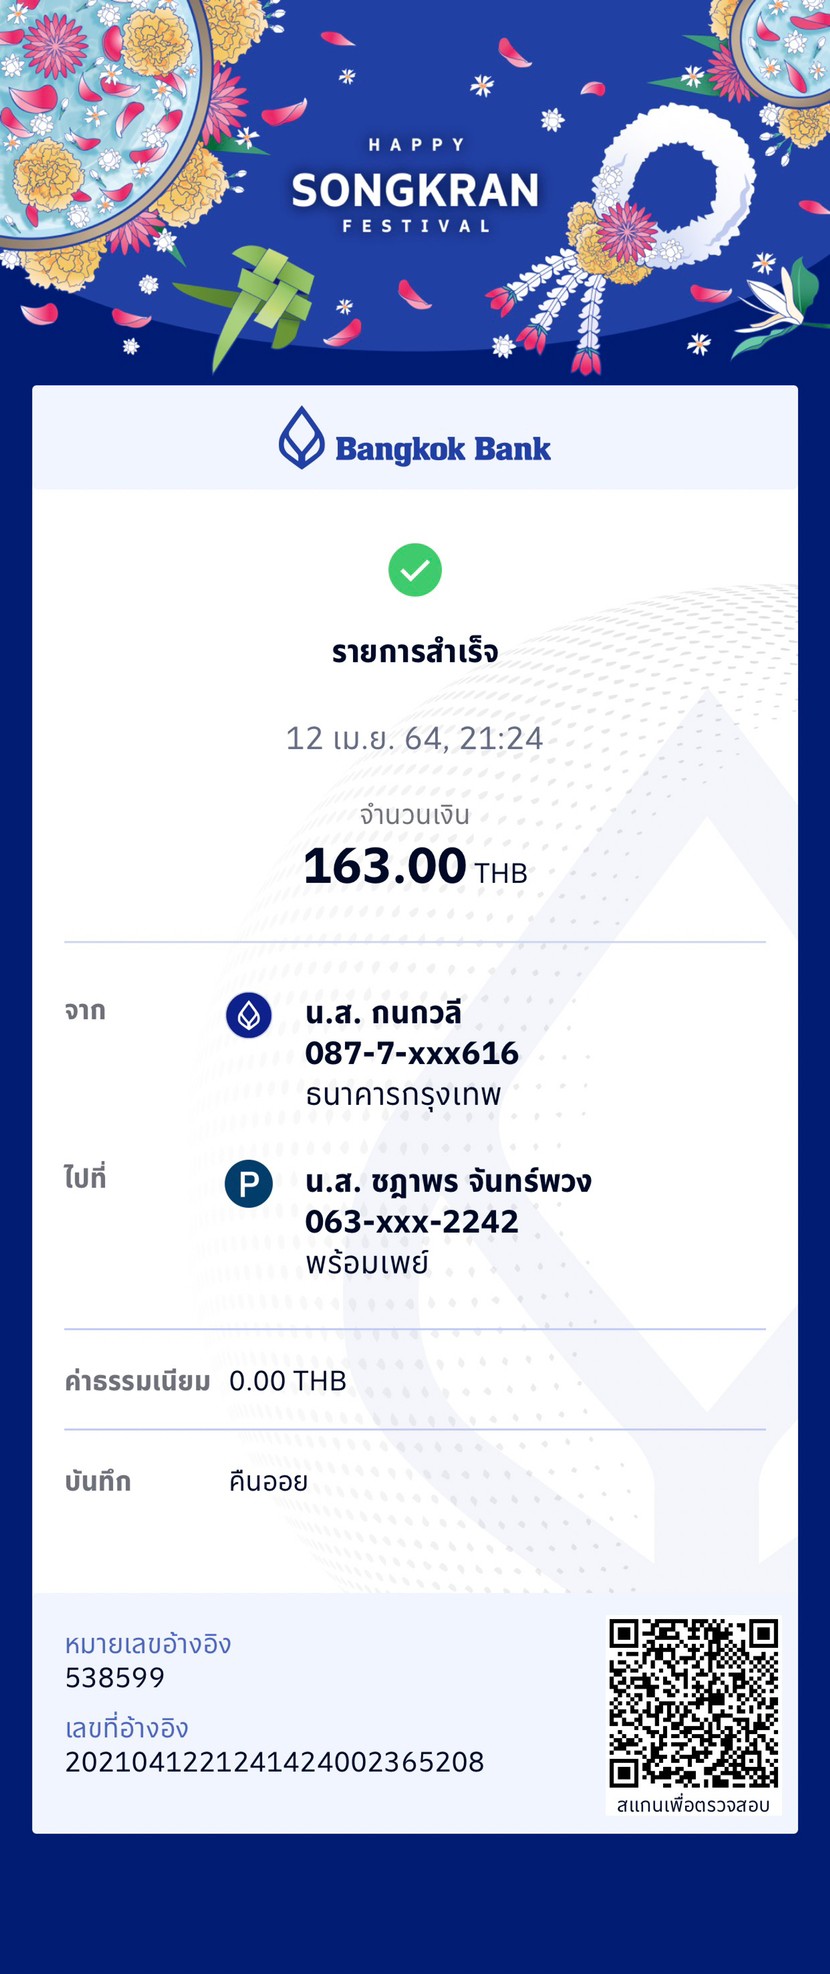 HAPPY
SONGKRAN
FESTIVAL
Bangkok Bank
รายการสำเร็จ
12 เม.ย. 64, 21:24
จำนวนเงิน
163.00 THB
จาก
น.ส. กนกวลี
087-7-xxx616
ธนาคารกรุงเทพ
ไปที่
P
น.ส. ชฎาพร จันทร์พวง
063-xxx-2242
พร้อมเพย์
ค่าธรรมเนียม 0.00 THB
บันทึก คืนออย
หมายเลขอ้างอิง
538599
เลขที่อ้างอิง
2021041221241424002365208
สแกนเพื่อตรวจสอบ